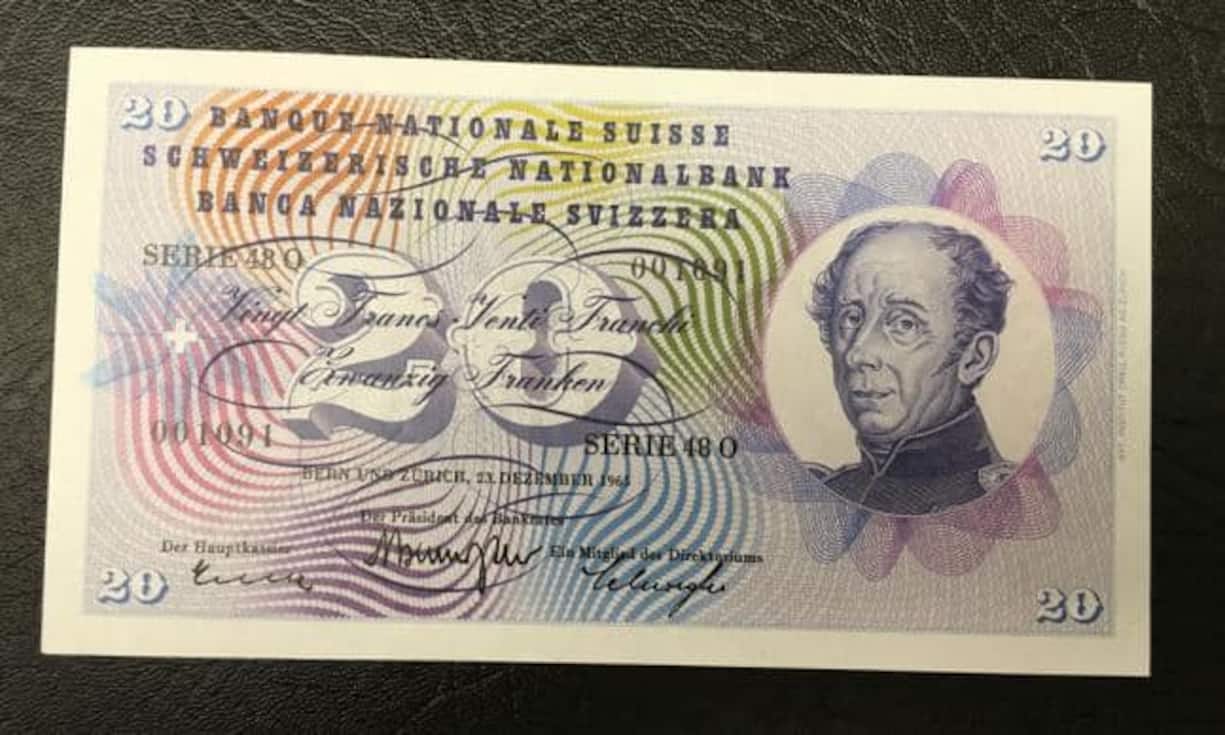 20
BANQUE NATIONALE SUISSE
20
SCHWEIZERISCHE NATIONALBANK
BANCA NAZIONALE SVIZZERA
SERIE 48 O
001091
Vingt Francs Venti Franchi
20
Zwanzig Franken
001091
SERIE 48 O
BERN UND ZÜRICH, 23. DEZEMBER 1965
Der Präsident des Bankrates
Der Hauptkassier
Ein Mitglied des Direktoriums
20
20